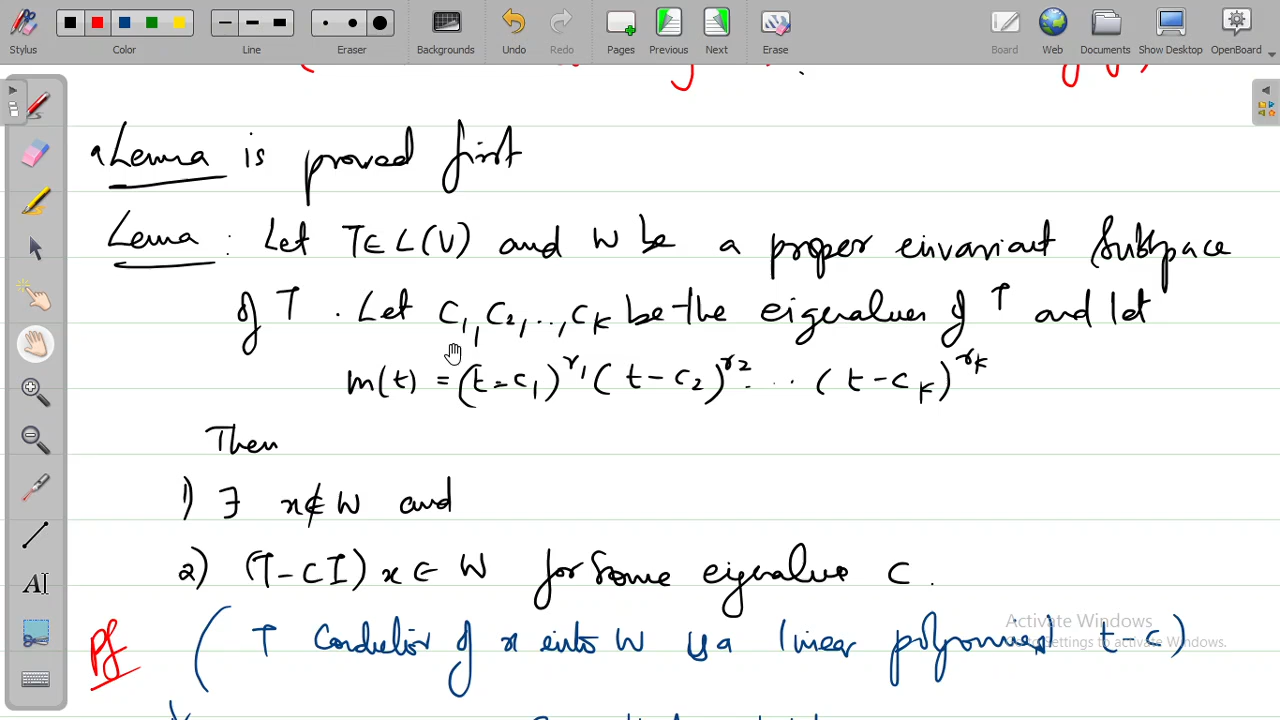 Stylus Color Line Eraser Backgrounds Undo Redo Pages Previous Next Erase Board Web Documents Show Desktop OpenBoard
Lemma is proved first
Lemma : Let T∈L(V) and W be a proper invariant Subspace
of T . Let C1, C2, ..., Ck be the eigenvalues of T and let
m(t) = (t-c1)^r1 (t-c2)^r2 ... (t-ck)^rk
Then
1) ∃ x∉W and
2) (T-CI)x ∈ W for some eigenvalue C.
Pf ( T Conductor of x into W is a linear polynomial t-c)
Activate Windows
Go to Settings to activate Windows.
AI